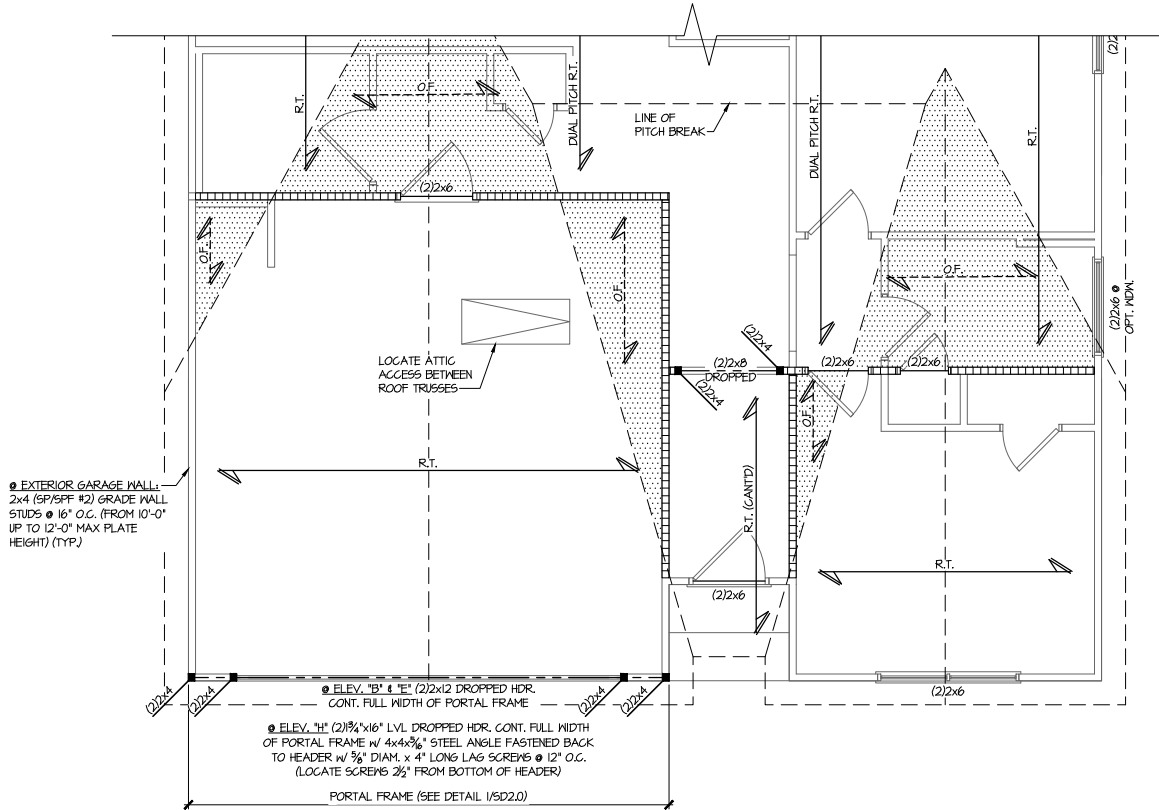 (2)2
R.T.
O.F.
DUAL PITCH R.T.
LINE OF
PITCH BREAK
DUAL PITCH R.T.
R.T.
(2)2x6
O.F.
O.F.
O.F.
(2)2x6 @
OPT. WDW.
LOCATE ATTIC
ACCESS BETWEEN
ROOF TRUSSES
(2)2x4
(2)2x8
DROPPED
(2)2x4
(2)2x6
(2)2x6
O.F.
R.T.
R.T. (CANT'D)
@ EXTERIOR GARAGE WALL:
2x4 (SP/SPF #2) GRADE WALL
STUDS @ 16" O.C. (FROM 10'-0"
UP TO 12'-0" MAX PLATE
HEIGHT) (TYP.)
R.T.
(2)2x6
(2)2x4
(2)2x4
@ ELEV. "B" & "E" (2)2x12 DROPPED HDR.
CONT. FULL WIDTH OF PORTAL FRAME
(2)2x4
(2)2x4
(2)2x6
@ ELEV. "H" (2)1¾"x16" LVL DROPPED HDR. CONT. FULL WIDTH
OF PORTAL FRAME W/ 4x4x5/16" STEEL ANGLE FASTENED BACK
TO HEADER W/ ⅝" DIAM. x 4" LONG LAG SCREWS @ 12" O.C.
(LOCATE SCREWS 2½" FROM BOTTOM OF HEADER)
PORTAL FRAME (SEE DETAIL 1/SD2.0)